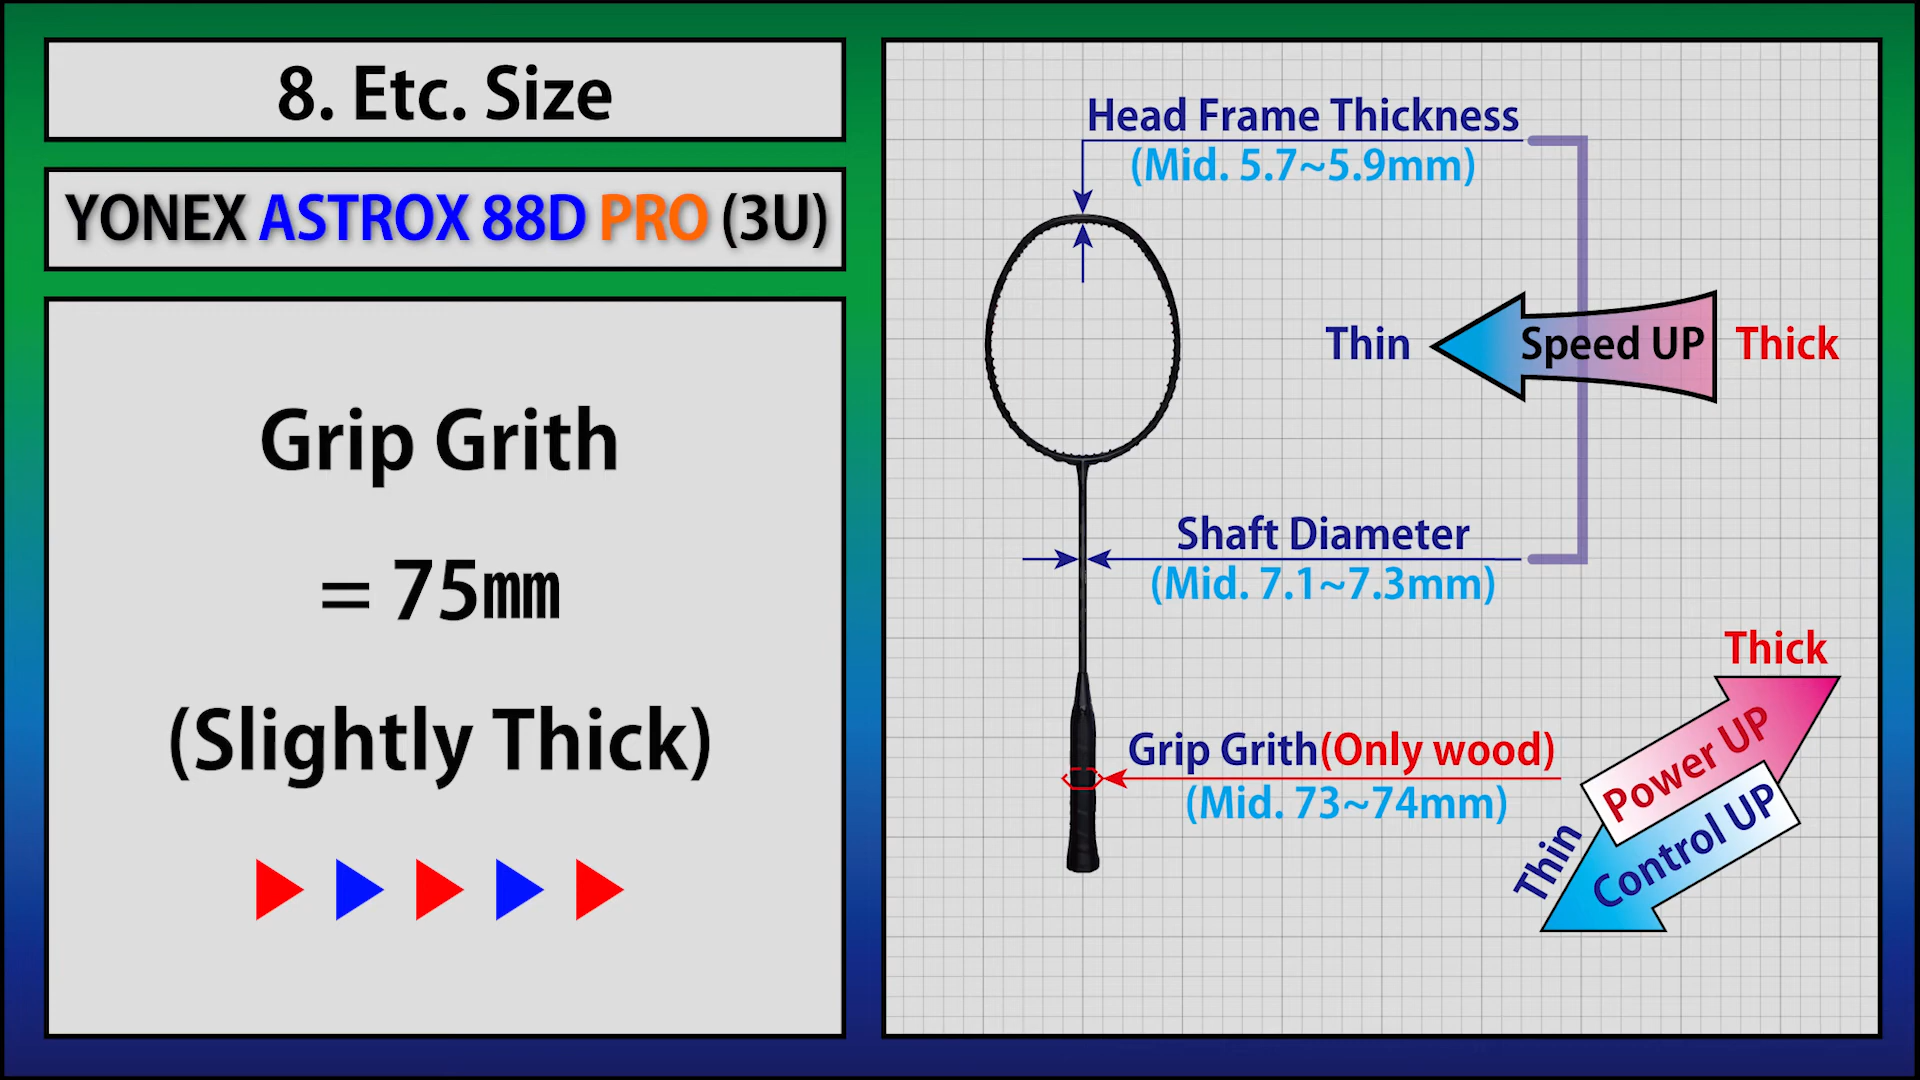 8. Etc. Size
YONEX ASTROX 88D PRO (3U)
Grip Grith
= 75mm
(Slightly Thick)
Head Frame Thickness
(Mid. 5.7~5.9mm)
Thin
Speed UP
Thick
Shaft Diameter
(Mid. 7.1~7.3mm)
Grip Grith(Only wood)
(Mid. 73~74mm)
Thick
Power UP
Control UP
Thin